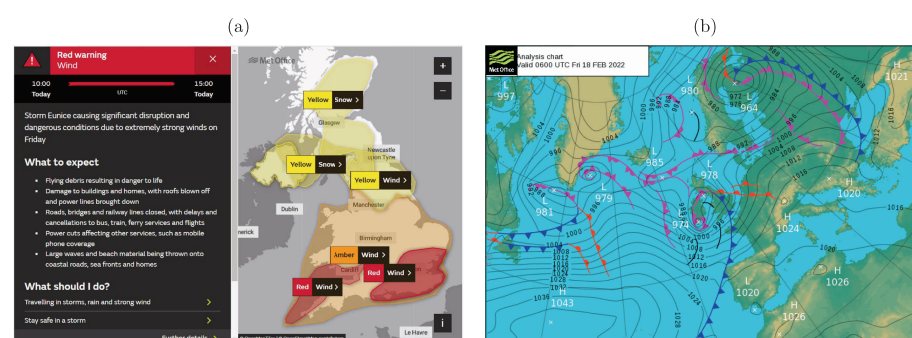 (a)
(b)
Red warning
Wind
10:00
15:00
Today
UTC
Today
Storm Eunice causing significant disruption and
dangerous conditions due to extremely strong winds on
Friday
What to expect
Flying debris resulting in danger to life
Damage to buildings and homes, with roofs blown off
and power lines brought down
Roads, bridges and railway lines closed, with delays and
cancellations to bus, train, ferry services and flights
Power cuts affecting other services, such as mobile
phone coverage
Large waves and beach material being thrown onto
coastal roads, sea fronts and homes
What should I do?
Travelling in storms, rain and strong wind
Stay safe in a storm
Further details
Met Office
Yellow Snow
Glasgow
Newcastle
upon Tyne
Yellow Snow
Yellow Wind
Manchester
Dublin
Birmingham
Amber Wind
Cardiff
Red Wind
Red Wind
Le Havre
i
Met Office
Analysis chart
Valid 0600 UTC Fri 18 FEB 2022
L
997
L
980
L
964
H
1021
L
985
L
978
L
979
L
981
974
H
1020
H
1024
H
1043
L
1020
H
1026
H
1026